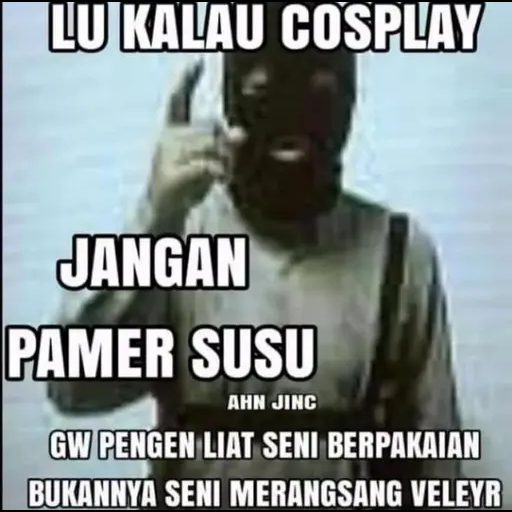 LU KALAU COSPLAY
JANGAN
PAMER SUSU
AHN JINC
GW PENGEN LIAT SENI BERPAKAIAN
BUKANNYA SENI MERANGSANG VELEYR